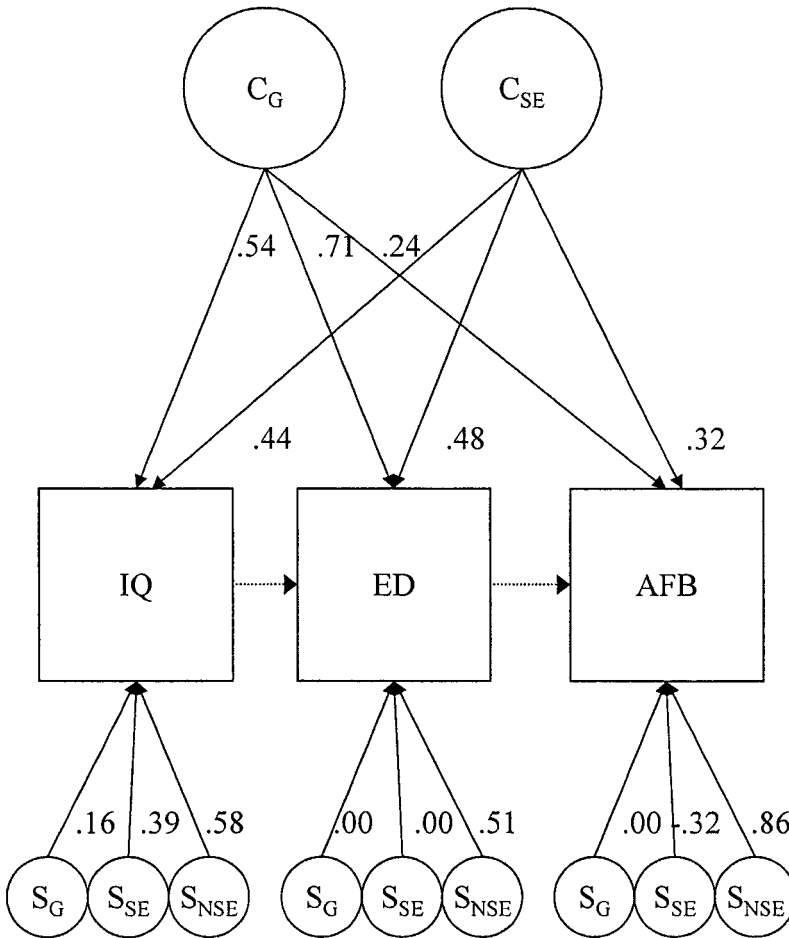 C_G C_SE
.54 .71 .24
.44 .48 .32
IQ ED AFB
.16 .39 .58 .00 .00 .51 .00 -.32 .86
S_G S_SE S_NSE S_G S_SE S_NSE S_G S_SE S_NSE